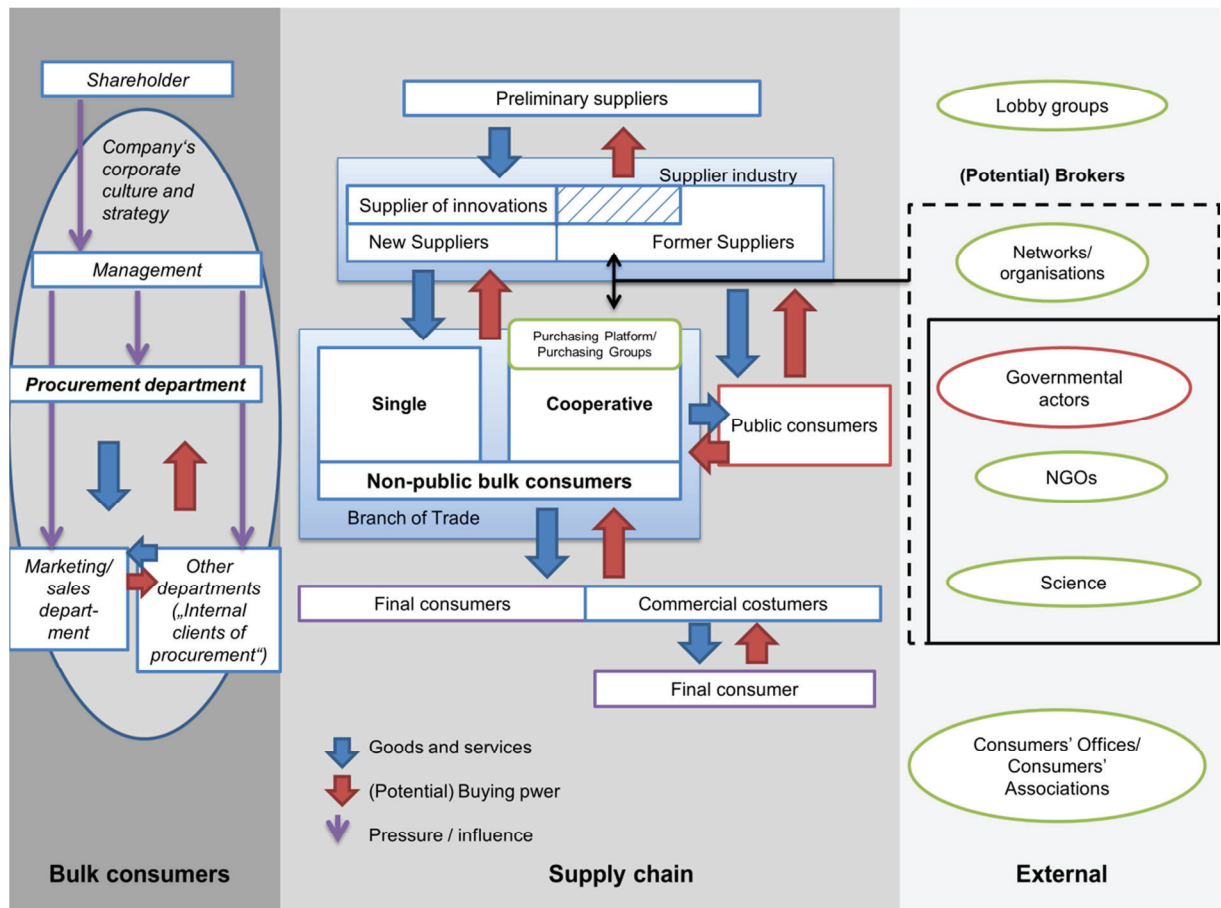 Shareholder
Company‘s
corporate
culture and
strategy
Management
Procurement department
Marketing/
sales
depart-
ment
Other
departments
(„Internal
clients of
procurement“)
Bulk consumers
Preliminary suppliers
Supplier industry
Supplier of innovations
New Suppliers
Former Suppliers
Purchasing Platform/
Purchasing Groups
Single
Cooperative
Public consumers
Non-public bulk consumers
Branch of Trade
Final consumers
Commercial costumers
Final consumer
Goods and services
(Potential) Buying pwer
Pressure / influence
Supply chain
Lobby groups
(Potential) Brokers
Networks/
organisations
Governmental
actors
NGOs
Science
Consumers’ Offices/
Consumers’
Associations
External